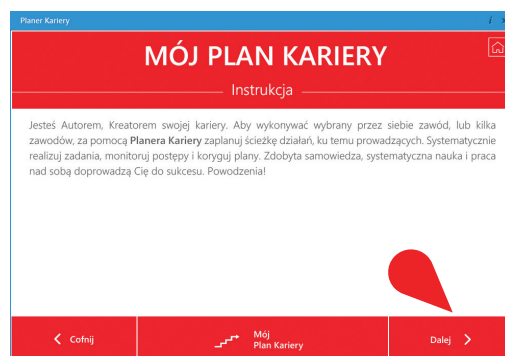 Planer Kariery
i
MÓJ PLAN KARIERY
Instrukcja
Jesteś Autorem, Kreatorem swojej kariery. Aby wykonywać wybrany przez siebie zawód, lub kilka
zawodów, za pomocą Planera Kariery zaplanuj ścieżkę działań, ku temu prowadzących. Systematycznie
realizuj zadania, monitoruj postępy i koryguj plany. Zdobyta samowiedza, systematyczna nauka i praca
nad sobą doprowadzą Cię do sukcesu. Powodzenia!
Cofnij
Mój
Plan Kariery
Dalej